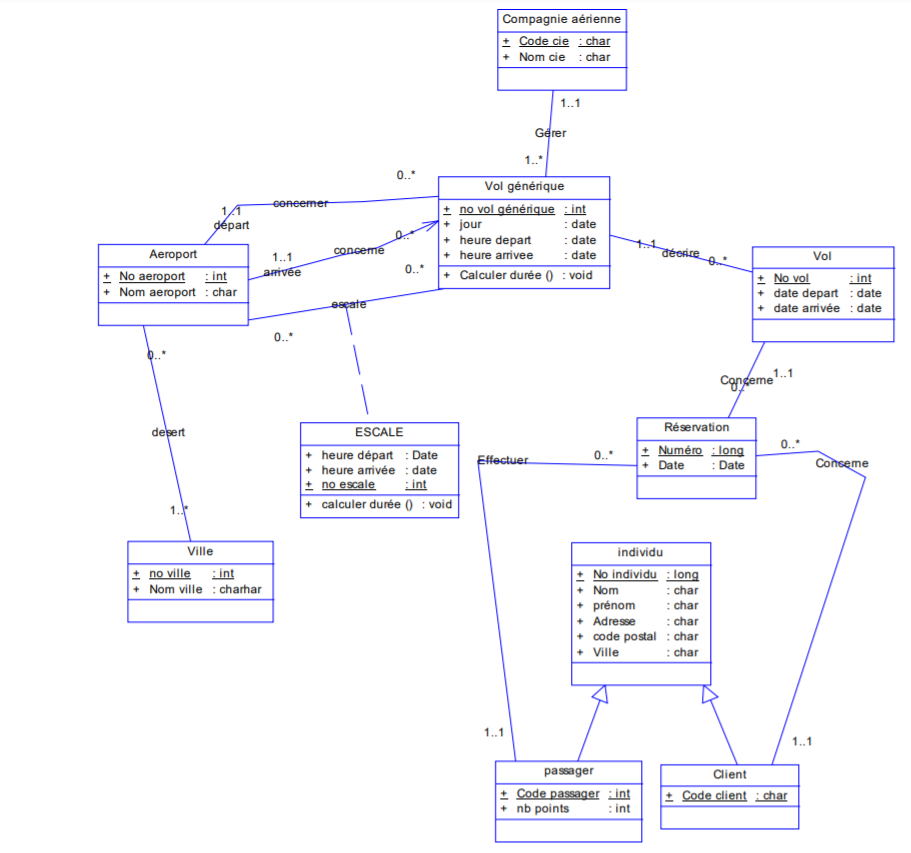 Compagnie aérienne
+ Code cie : char
+ Nom cie : char
1..1
Gérer
1..*
0..*
concerner
1..1
départ
Vol générique
+ no vol générique : int
+ jour : date
+ heure depart : date
+ heure arrivee : date
+ Calculer durée () : void
0..*
concerne
1..1
arrivée
0..*
escale
0..*
1..1
décrire
0..*
Aeroport
+ No aeroport : int
+ Nom aeroport : char
Vol
+ No vol : int
+ date depart : date
+ date arrivée : date
0..*
desert
1..*
Concerne
1..1
0..*
ESCALE
+ heure départ : Date
+ heure arrivée : date
+ no escale : int
+ calculer durée () : void
Réservation
+ Numéro : long
+ Date : Date
Effectuer
0..*
0..*
Concerne
Ville
+ no ville : int
+ Nom ville : charhar
individu
+ No individu : long
+ Nom : char
+ prénom : char
+ Adresse : char
+ code postal : char
+ Ville : char
1..1
1..1
passager
+ Code passager : int
+ nb points : int
Client
+ Code client : char